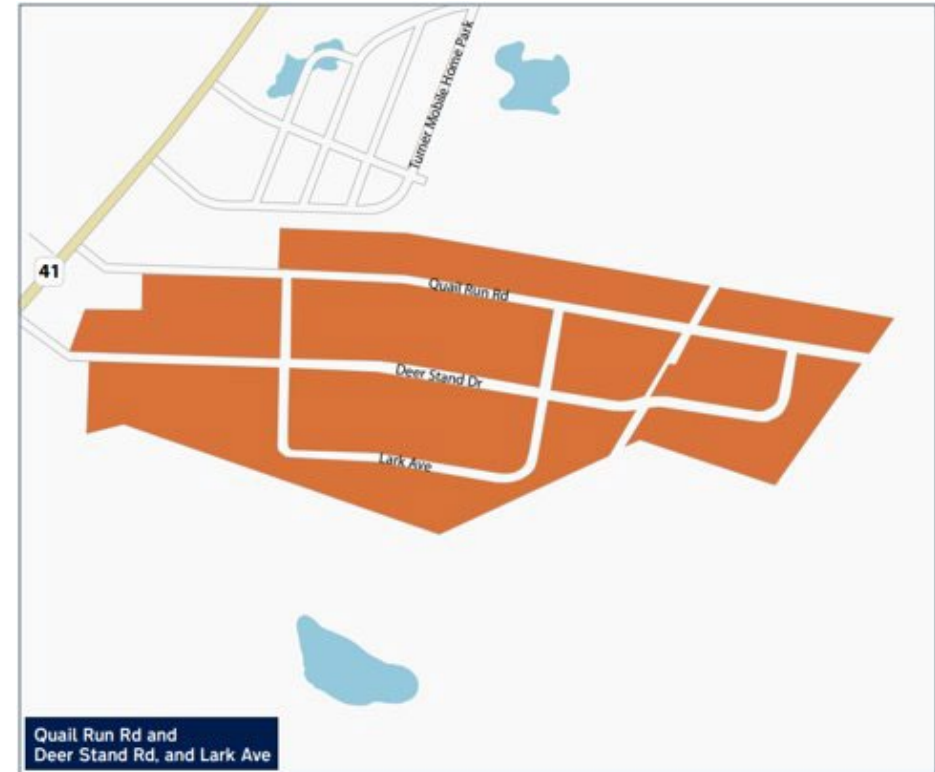 Turner Mobile Home Park
41
Quail Run Rd
Deer Stand Dr
Lark Ave
Quail Run Rd and
Deer Stand Rd, and Lark Ave